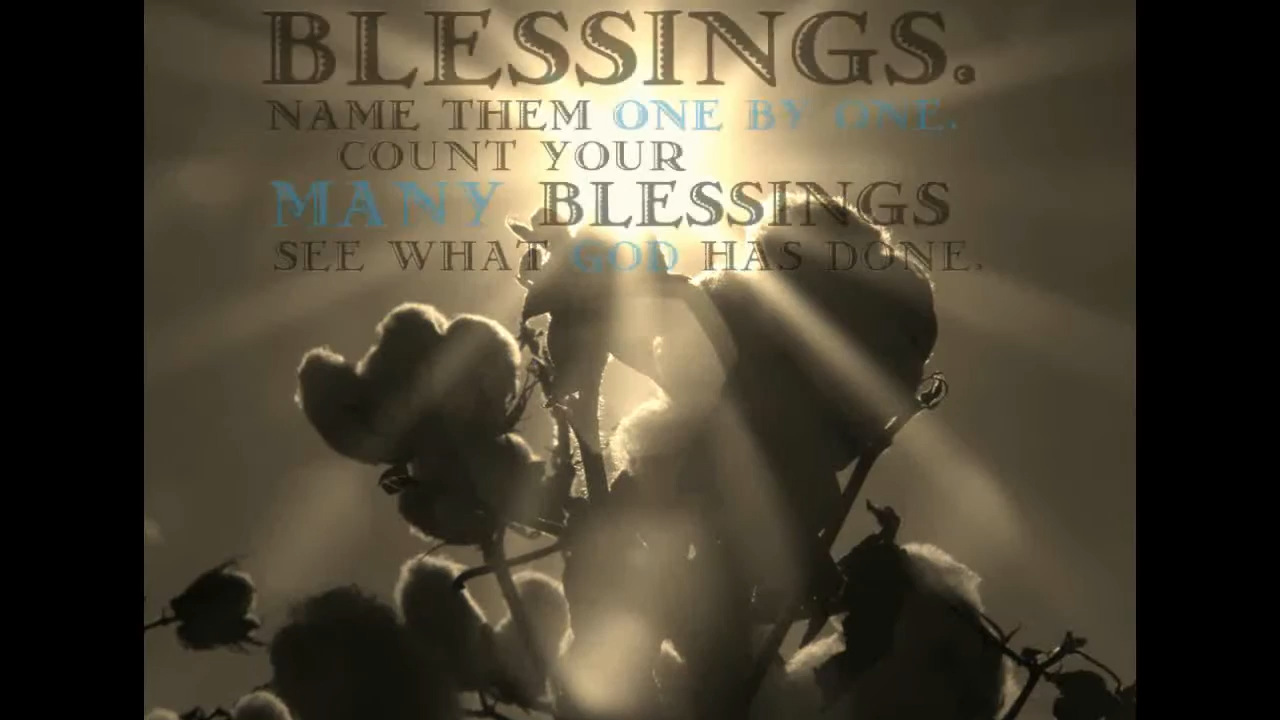 BLESSINGS.
NAME THEM ONE BY ONE.
COUNT YOUR
MANY BLESSINGS
SEE WHAT GOD HAS DONE.